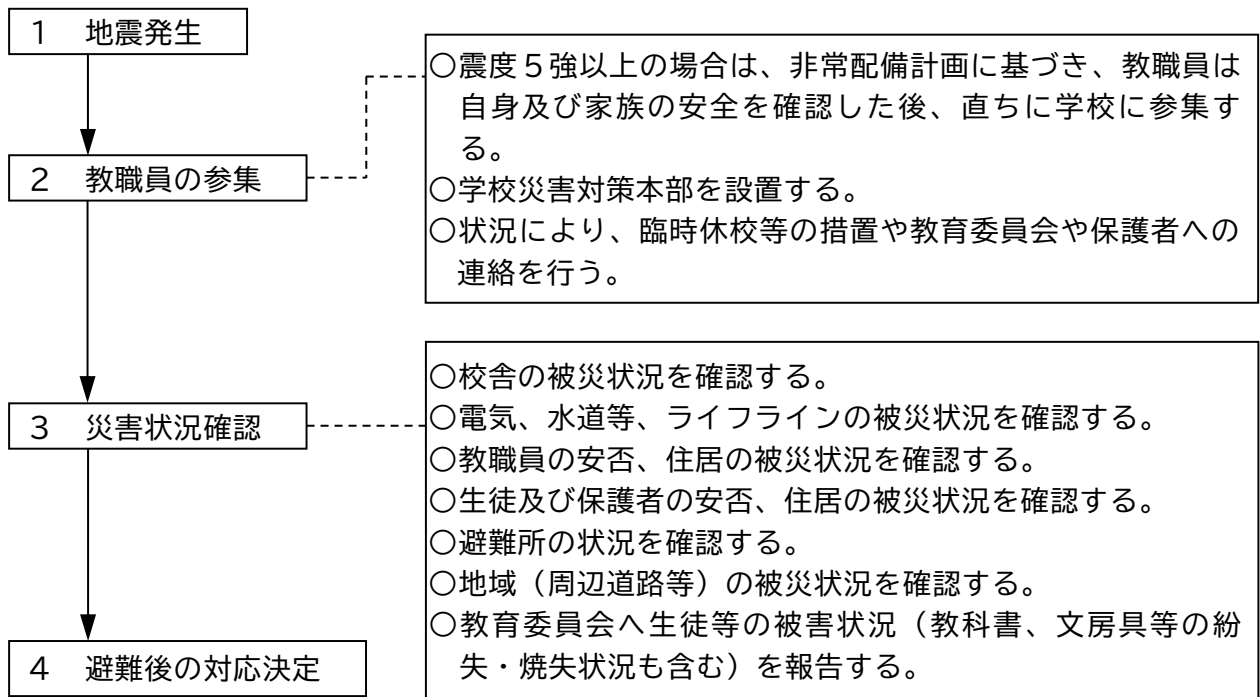 1 地震発生
2 教職員の参集
○震度５強以上の場合は、非常配備計画に基づき、教職員は
自身及び家族の安全を確認した後、直ちに学校に参集す
る。
○学校災害対策本部を設置する。
○状況により、臨時休校等の措置や教育委員会や保護者への
連絡を行う。
3 災害状況確認
○校舎の被災状況を確認する。
○電気、水道等、ライフラインの被災状況を確認する。
○教職員の安否、住居の被災状況を確認する。
○生徒及び保護者の安否、住居の被災状況を確認する。
○避難所の状況を確認する。
○地域（周辺道路等）の被災状況を確認する。
○教育委員会へ生徒等の被害状況（教科書、文房具等の紛
失・焼失状況も含む）を報告する。
4 避難後の対応決定